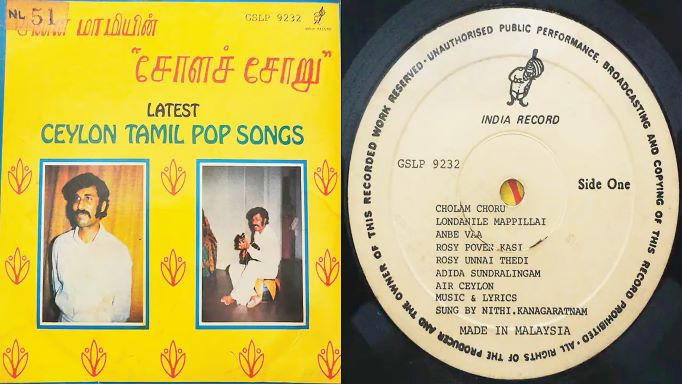 NL 51
சின்ன மாமியின்
GSLP 9232
"சோளச் சோறு"
LATEST
CEYLON TAMIL POP SONGS
UNAUTHORISED PUBLIC PERFORMANCE, BROADCASTING AND COPYING OF THIS RECORD PROHIBITED · ALL RIGHTS OF THE PRODUCER AND THE OWNER OF THIS RECORDED WORK RESERVED ·
INDIA RECORD
GSLP 9232
Side One
CHOLAM CHORU
LONDANILE MAPPILLAI
ANBE VAA
ROSY POVEN KASI
ROSY UNNAI THEDI
ADIDA SUNDRALINGAM
AIR CEYLON
MUSIC & LYRICS
SUNG BY NITHI.KANAGARATNAM
MADE IN MALAYSIA